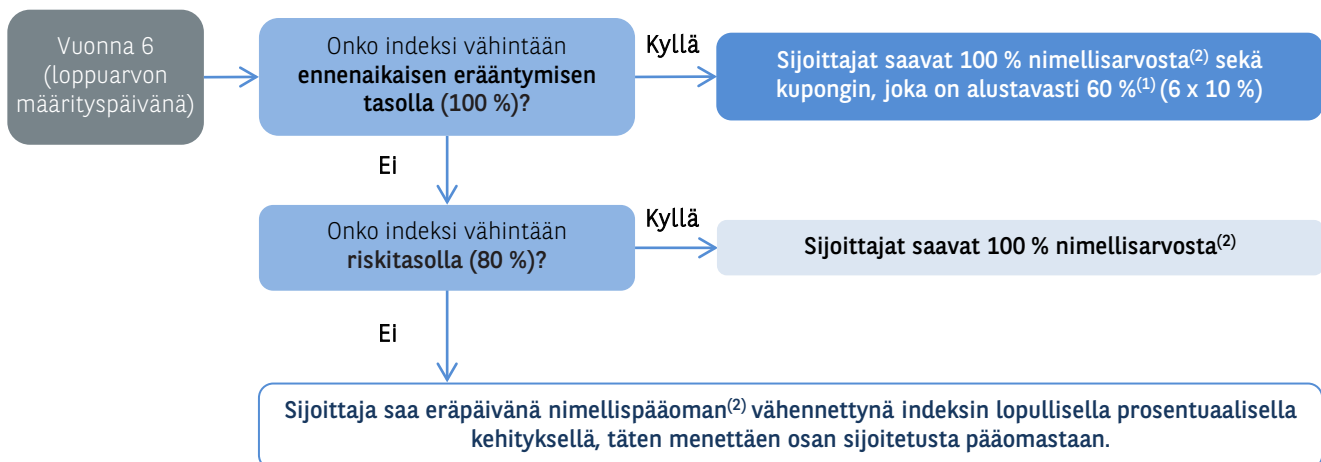 Vuonna 6
(loppuarvon
määrityspäivänä)
Onko indeksi vähintään
ennenaikaisen erääntymisen
tasolla (100 %)?
Kyllä
Sijoittajat saavat 100 % nimellisarvosta(2) sekä
kupongin, joka on alustavasti 60 %(1) (6 x 10 %)
Ei
Onko indeksi vähintään
riskitasolla (80 %)?
Kyllä
Sijoittajat saavat 100 % nimellisarvosta(2)
Ei
Sijoittaja saa eräpäivänä nimellispääoman(2) vähennettynä indeksin lopullisella prosentuaalisella
kehityksellä, täten menettäen osan sijoitetusta pääomastaan.